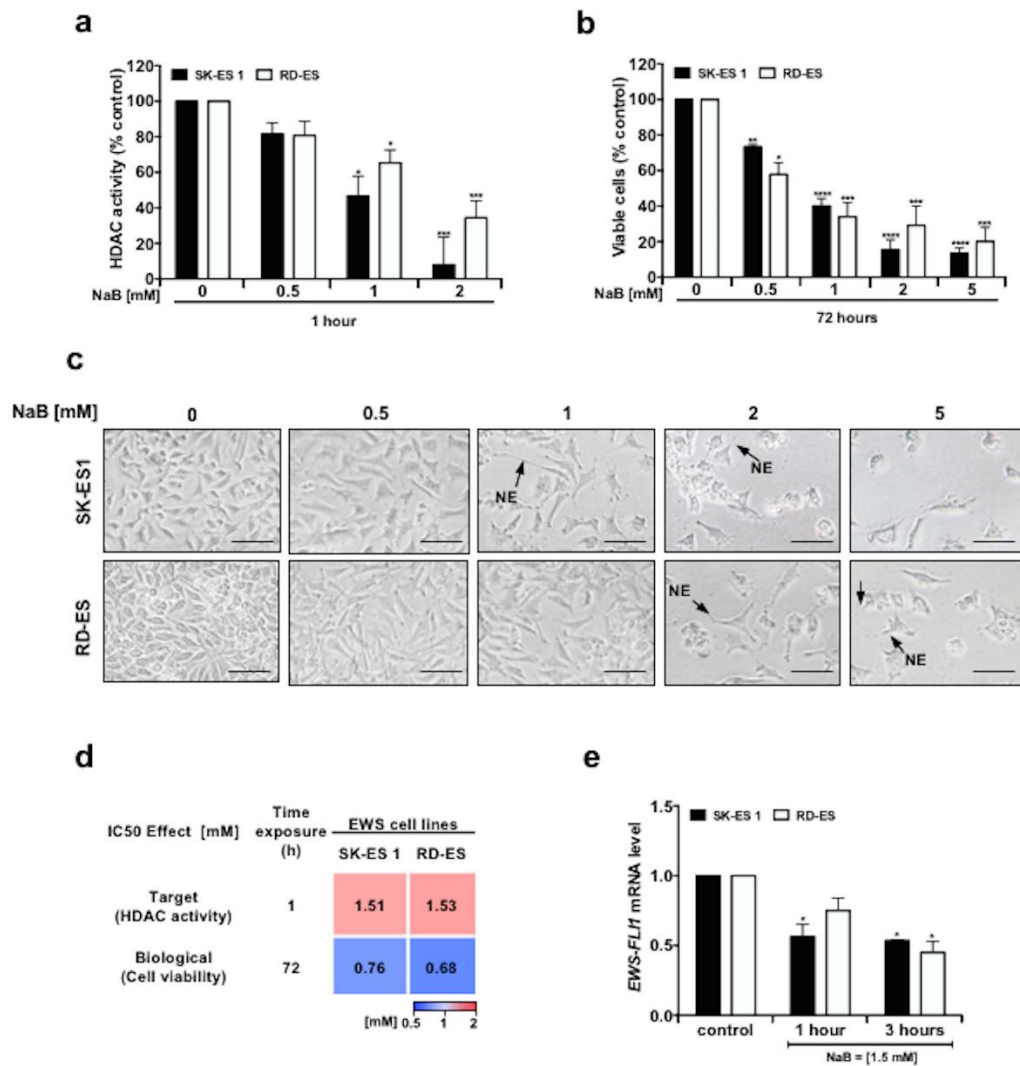 a
120
100
80
60
40
20
0
HDAC activity (% control)
SK-ES 1 RD-ES
* *
*** ***
NaB [mM] 0 0.5 1 2
1 hour
b
120
100
80
60
40
20
0
Viable cells (% control)
SK-ES 1 RD-ES
** *
**** ***
**** ***
**** ***
NaB [mM] 0 0.5 1 2 5
72 hours
c
NaB [mM] 0 0.5 1 2 5
SK-ES1
NE
NE
RD-ES
NE
NE
d
IC50 Effect [mM]
Time exposure (h)
EWS cell lines
SK-ES 1 RD-ES
Target (HDAC activity) 1 1.51 1.53
Biological (Cell viability) 72 0.76 0.68
[mM] 0.5 1 2
e
1.5
1.0
0.5
0.0
EWS-FLI1 mRNA level
SK-ES 1 RD-ES
*
* *
control 1 hour 3 hours
NaB = [1.5 mM]